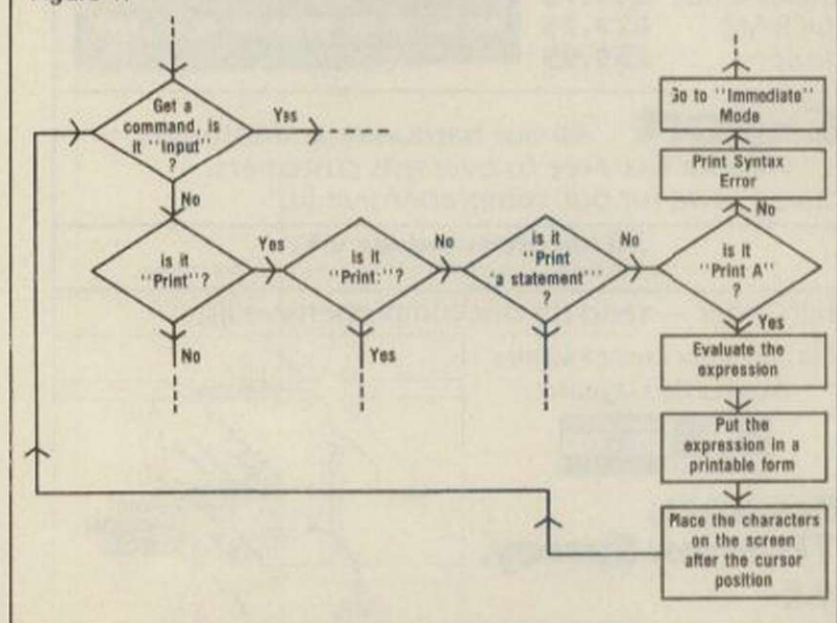 Get a
command, is
it "Input"
?
Yes
No
is it
"Print"?
Yes
No
is it
"Print:"?
No
Yes
is it
"Print
'a statement'"
?
No
is it
"Print A"
?
No
Print Syntax
Error
Go to "Immediate"
Mode
Yes
Evaluate the
expression
Put the
expression in a
printable form
Place the characters
on the screen
after the cursor
position